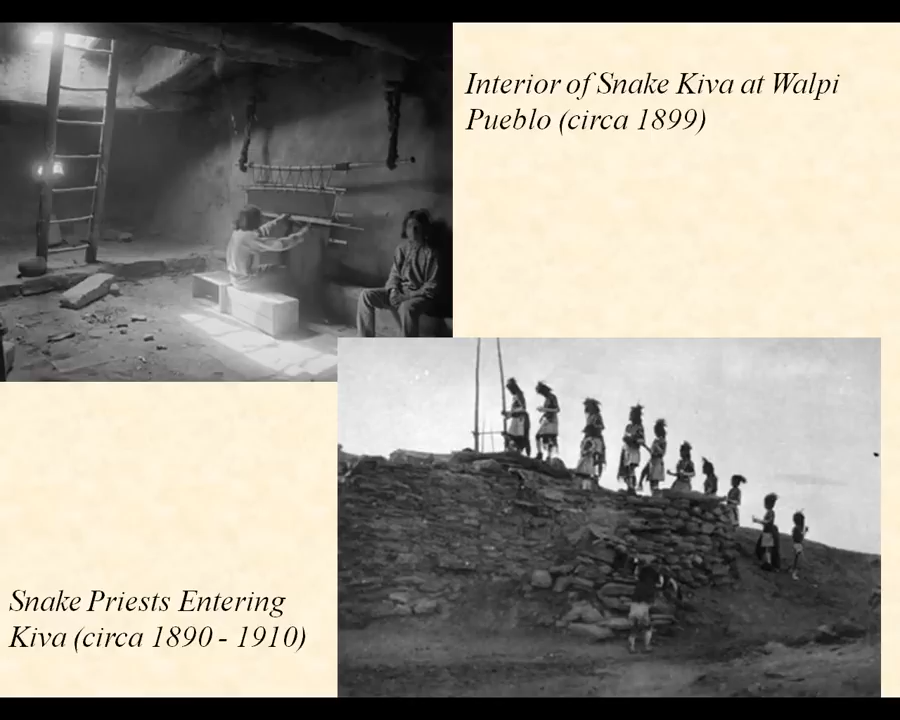 Interior of Snake Kiva at Walpi
Pueblo (circa 1899)
Snake Priests Entering
Kiva (circa 1890 - 1910)